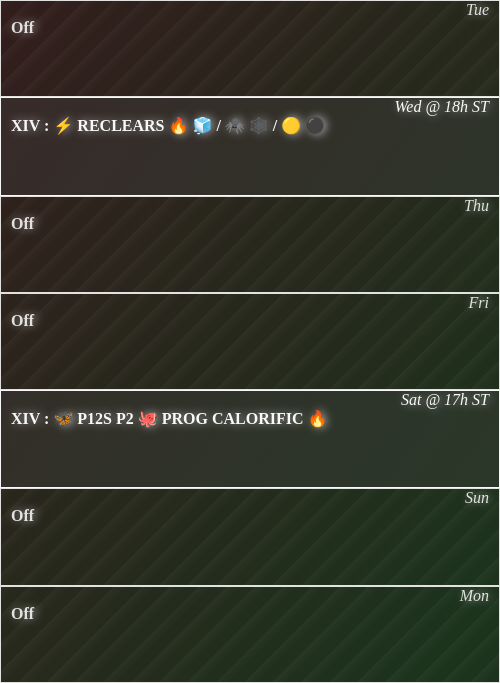 Tue
Off
Wed @ 18h ST
XIV : ⚡ RECLEARS 🔥 🧊 / 🕷️ 🕸️ / 🟡 ⚫
Thu
Off
Fri
Off
Sat @ 17h ST
XIV : 🦋 P12S P2 🐙 PROG CALORIFIC 🔥
Sun
Off
Mon
Off